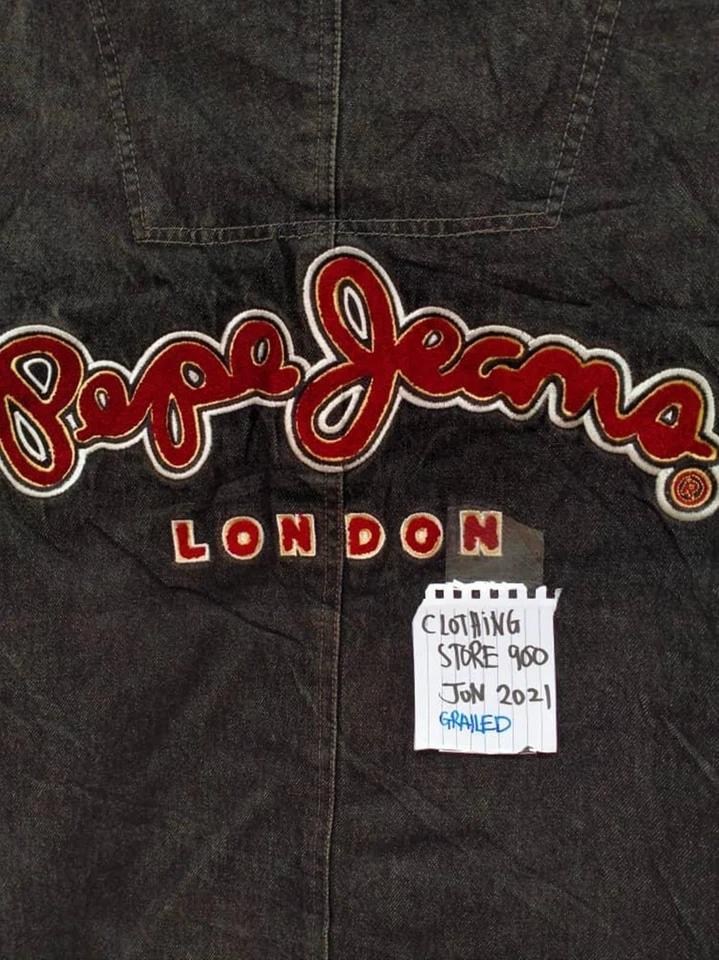 Pepe Jeans
®
LONDON
CLOTHiNG
STORE 900
JUN 2021
GRAILED